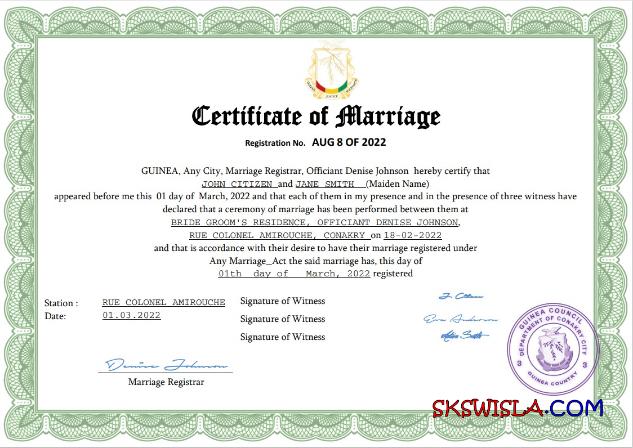 Certificate of Marriage
Registration No. AUG 8 OF 2022
GUINEA, Any City, Marriage Registrar, Officiant Denise Johnson hereby certify that
JOHN CITIZEN and JANE SMITH (Maiden Name)
appeared before me this 01 day of March, 2022 and that each of them in my presence and in the presence of three witness have
declared that a ceremony of marriage has been performed between them at
BRIDE GROOM'S RESIDENCE, OFFICIANT DENISE JOHNSON,
RUE COLONEL AMIROUCHE, CONAKRY on 18-02-2022
and that is accordance with their desire to have their marriage registered under
Any Marriage_Act the said marriage has, this day of
01th day of March, 2022 registered
Station : RUE COLONEL AMIROUCHE
Date: 01.03.2022
Signature of Witness
Signature of Witness
Signature of Witness
Denise Johnson
Marriage Registrar
GUINEA COUNCIL
DEPARTMENT OF CONAKRY CITY
GUINEA COUNTRY
3 3
SKSWISLA.COM